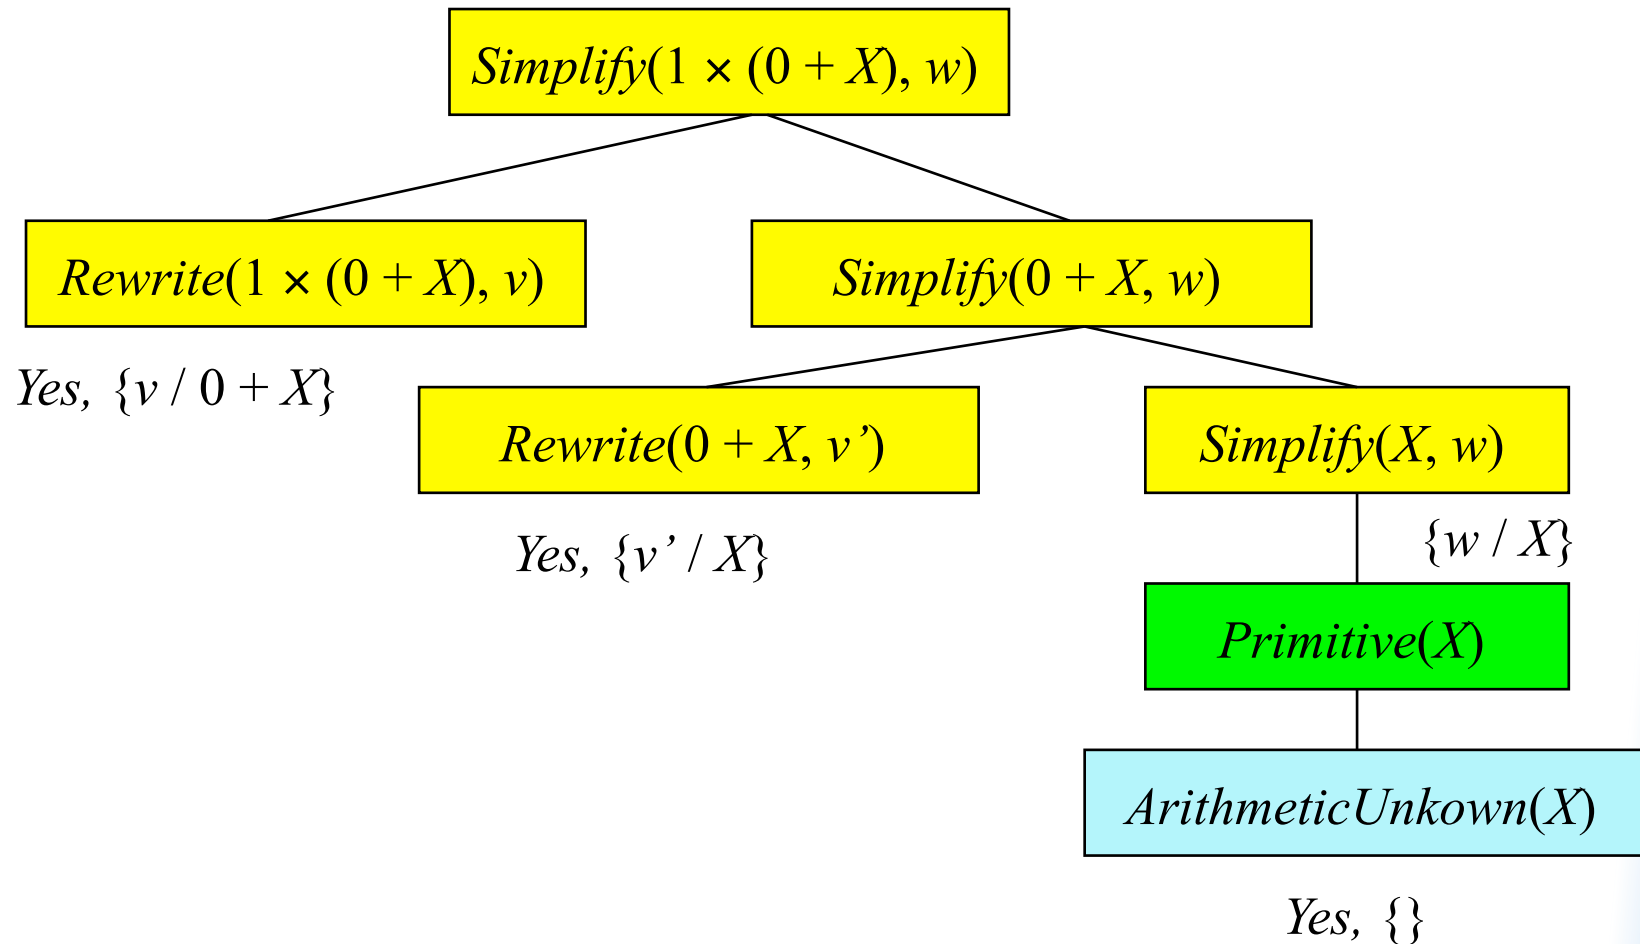 Simplify(1 × (0 + X), w)
Rewrite(1 × (0 + X), v)
Simplify(0 + X, w)
Yes, {v / 0 + X}
Rewrite(0 + X, v’)
Simplify(X, w)
Yes, {v’ / X}
{w / X}
Primitive(X)
ArithmeticUnkown(X)
Yes, {}